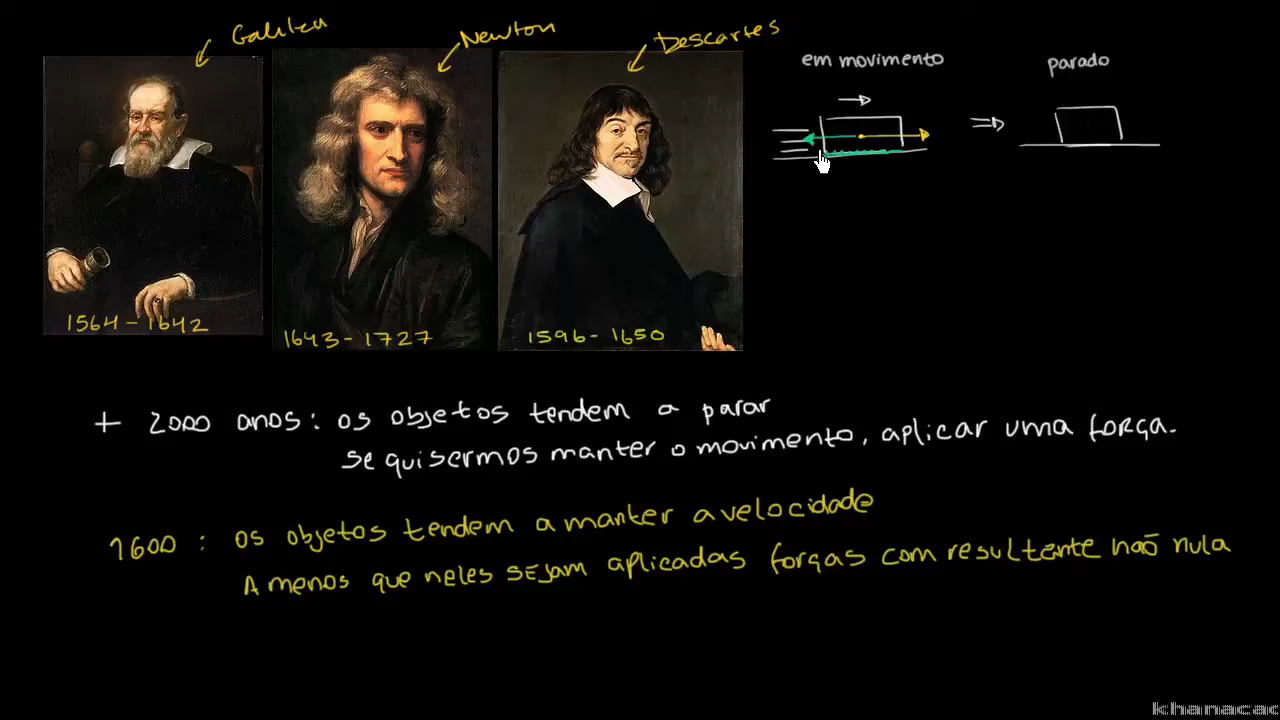 Galileu
Newton
Descartes
em movimento
parado
1564 - 1642
1643 - 1727
1596 - 1650
+ 2000 anos: os objetos tendem a parar
se quisermos manter o movimento, aplicar uma força.
1600 : os objetos tendem a manter a velocidade
A menos que neles sejam aplicadas forças com resultante não nula
khanacac